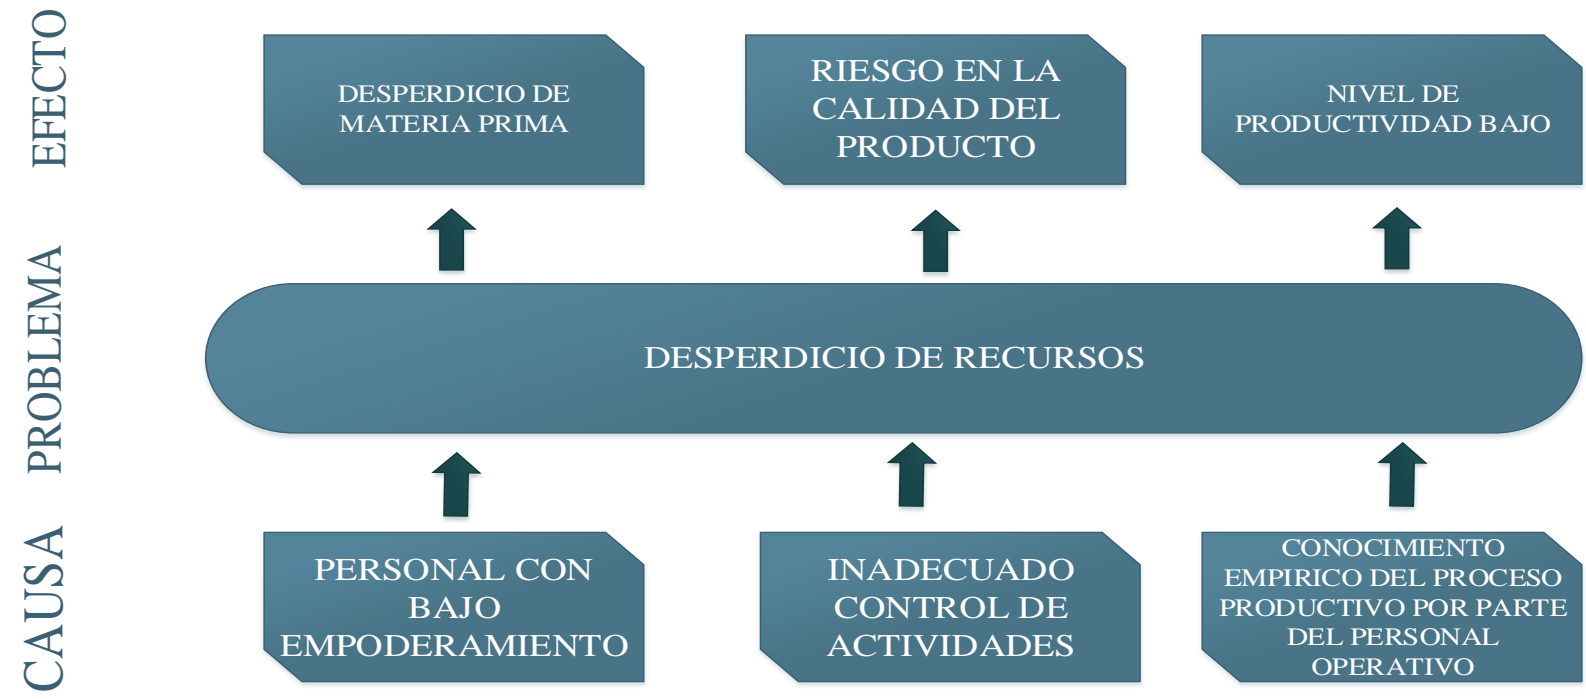 EFECTO
DESPERDICIO DE
MATERIA PRIMA
RIESGO EN LA
CALIDAD DEL
PRODUCTO
NIVEL DE
PRODUCTIVIDAD BAJO
PROBLEMA
DESPERDICIO DE RECURSOS
CAUSA
PERSONAL CON
BAJO
EMPODERAMIENTO
INADECUADO
CONTROL DE
ACTIVIDADES
CONOCIMIENTO
EMPIRICO DEL PROCESO
PRODUCTIVO POR PARTE
DEL PERSONAL
OPERATIVO